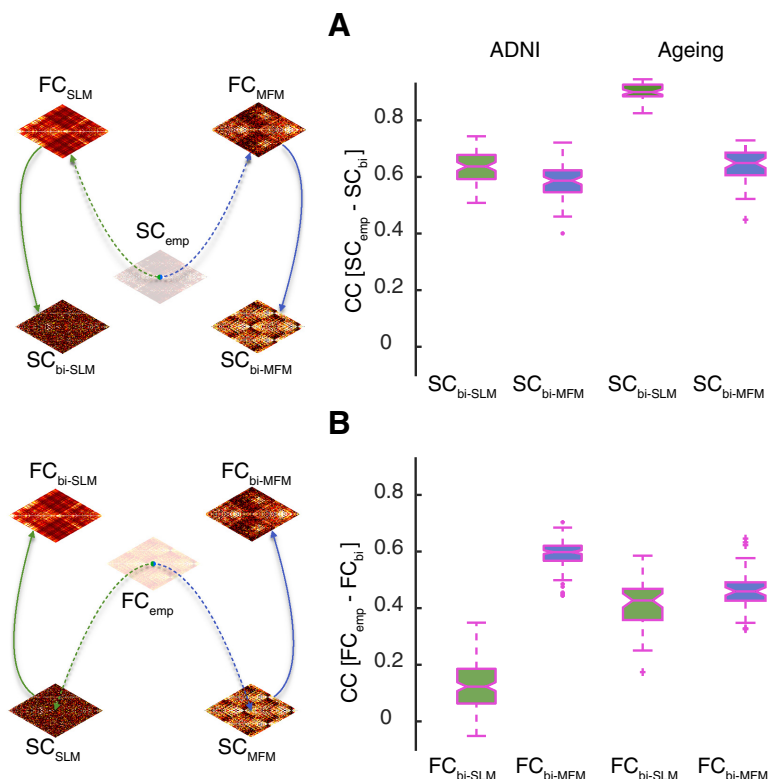 A
ADNI Ageing
FC_SLM FC_MFM
SC_emp
SC_bi-SLM SC_bi-MFM
CC [SC_emp - SC_bi]
0.8
0.6
0.4
0.2
0
SC_bi-SLM SC_bi-MFM SC_bi-SLM SC_bi-MFM
B
FC_bi-SLM FC_bi-MFM
FC_emp
SC_SLM SC_MFM
CC [FC_emp - FC_bi]
0.8
0.6
0.4
0.2
0
FC_bi-SLM FC_bi-MFM FC_bi-SLM FC_bi-MFM